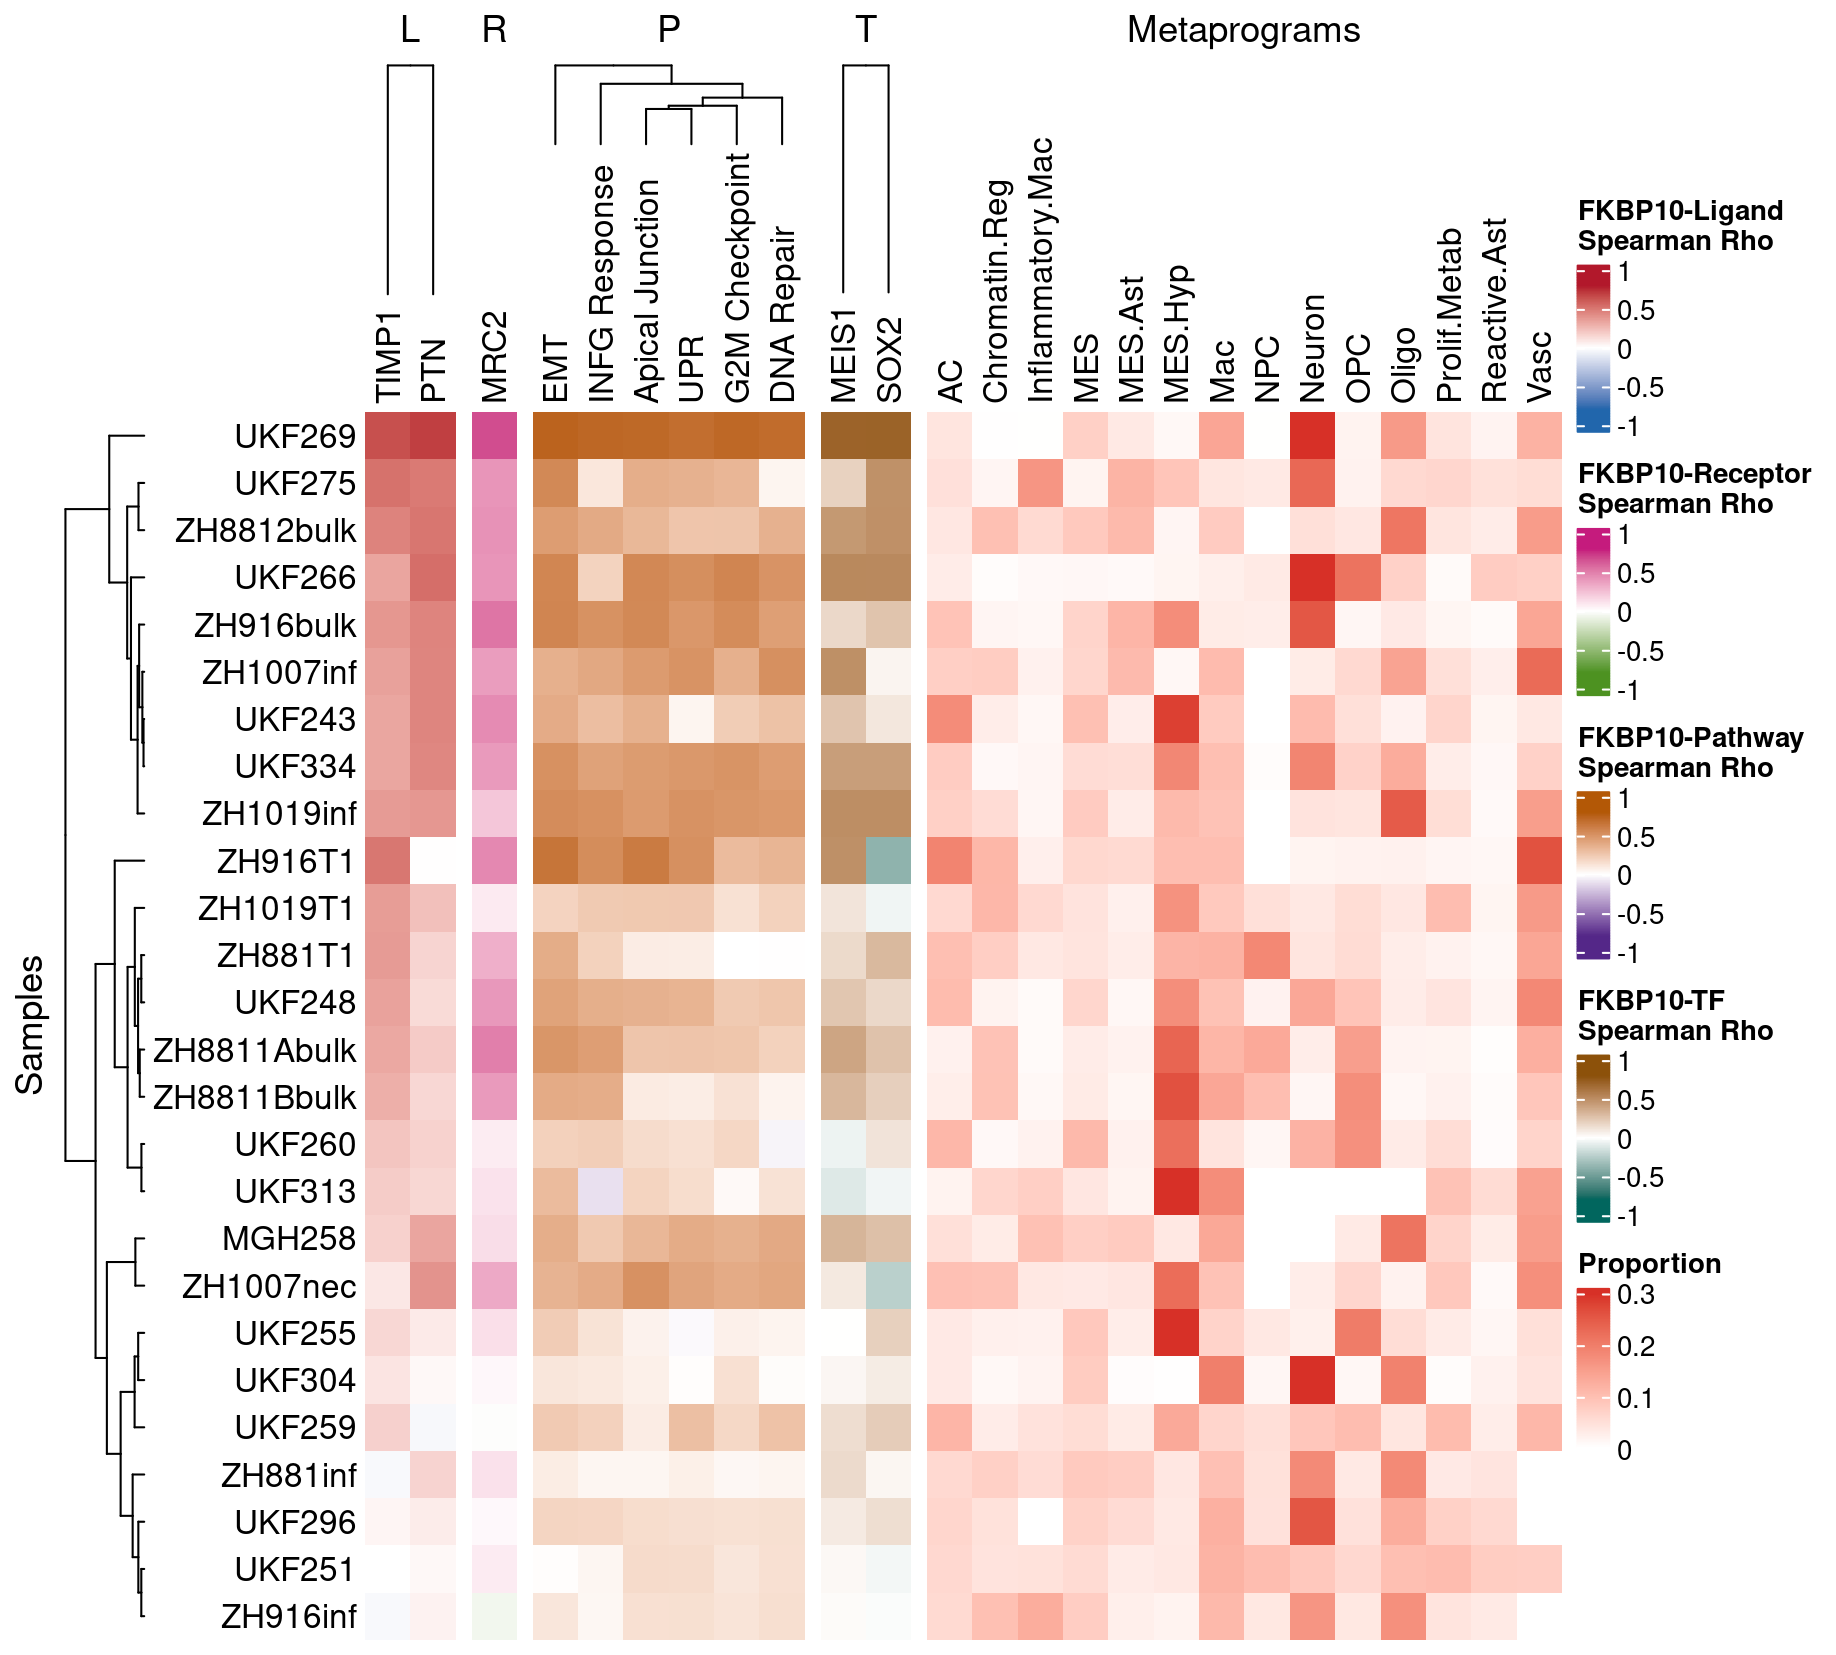 L R P T Metaprograms
TIMP1
PTN
MRC2
EMT
INFG Response
Apical Junction
UPR
G2M Checkpoint
DNA Repair
MEIS1
SOX2
AC
Chromatin.Reg
Inflammatory.Mac
MES
MES.Ast
MES.Hyp
Mac
NPC
Neuron
OPC
Oligo
Prolif.Metab
Reactive.Ast
Vasc
Samples
UKF269
UKF275
ZH8812bulk
UKF266
ZH916bulk
ZH1007inf
UKF243
UKF334
ZH1019inf
ZH916T1
ZH1019T1
ZH881T1
UKF248
ZH8811Abulk
ZH8811Bbulk
UKF260
UKF313
MGH258
ZH1007nec
UKF255
UKF304
UKF259
ZH881inf
UKF296
UKF251
ZH916inf
FKBP10-Ligand
Spearman Rho
1
0.5
0
-0.5
-1
FKBP10-Receptor
Spearman Rho
1
0.5
0
-0.5
-1
FKBP10-Pathway
Spearman Rho
1
0.5
0
-0.5
-1
FKBP10-TF
Spearman Rho
1
0.5
0
-0.5
-1
Proportion
0.3
0.2
0.1
0